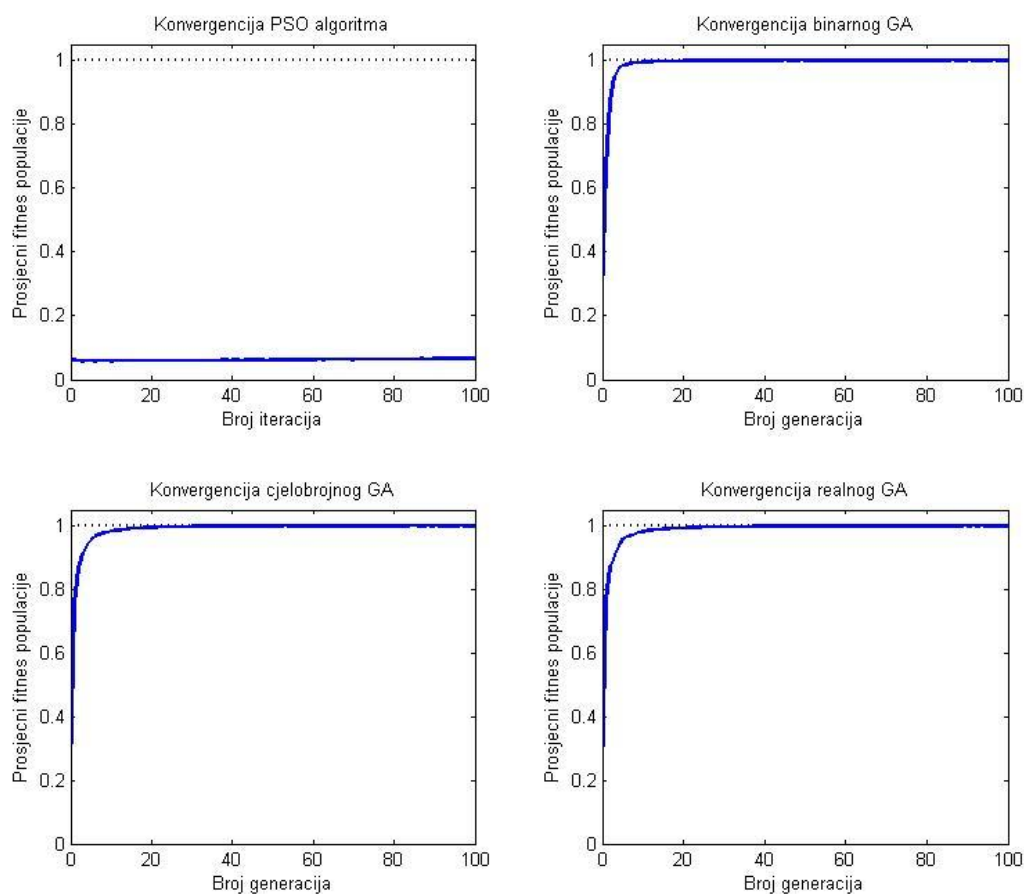 Konvergencija PSO algoritma
Prosjecni fitnes populacije
1
0.8
0.6
0.4
0.2
0
0 20 40 60 80 100
Broj iteracija
Konvergencija binarnog GA
Prosjecni fitnes populacije
1
0.8
0.6
0.4
0.2
0
0 20 40 60 80 100
Broj generacija
Konvergencija cjelobrojnog GA
Prosjecni fitnes populacije
1
0.8
0.6
0.4
0.2
0
0 20 40 60 80 100
Broj generacija
Konvergencija realnog GA
Prosjecni fitnes populacije
1
0.8
0.6
0.4
0.2
0
0 20 40 60 80 100
Broj generacija